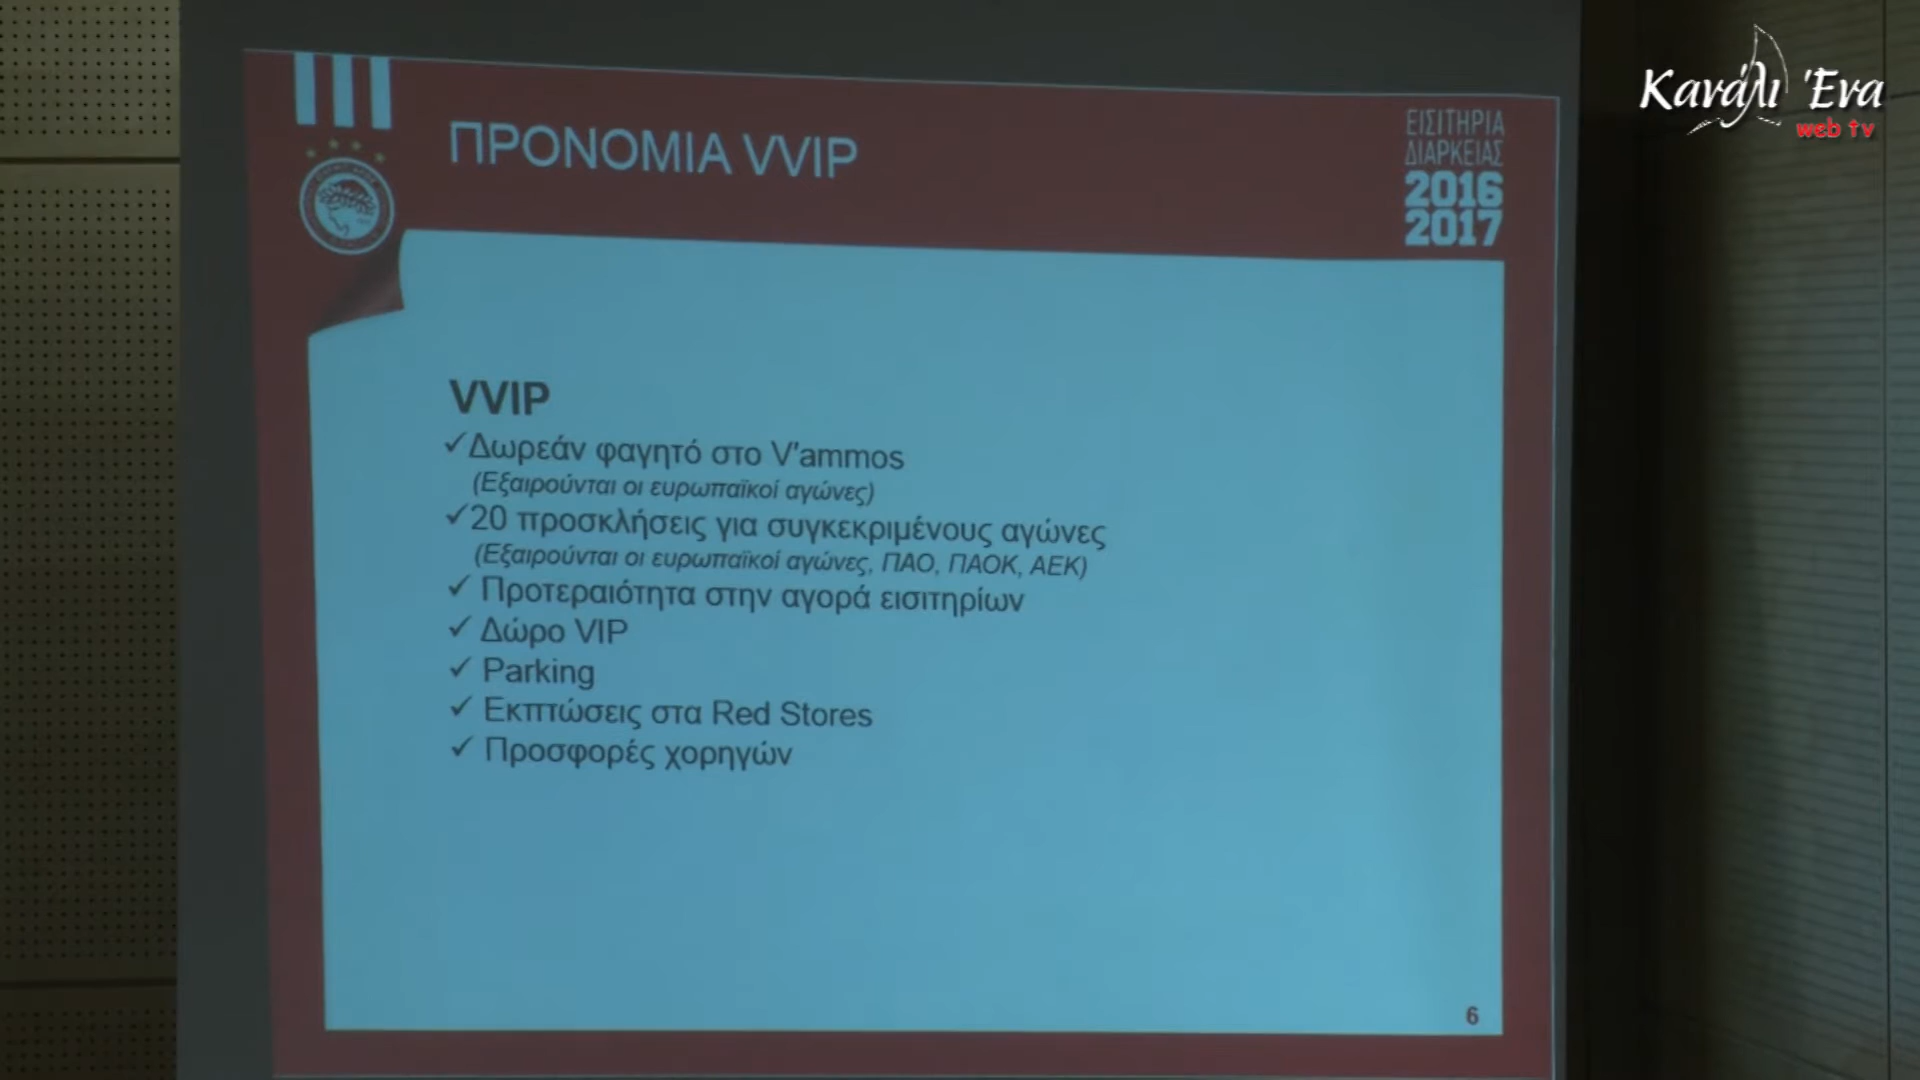 Κανάλι Ένα
web tv
ΠΡΟΝΟΜΙΑ VVIP
ΕΙΣΙΤΗΡΙΑ
ΔΙΑΡΚΕΙΑΣ
2016
2017
VVIP
✓Δωρεάν φαγητό στο V'ammos
(Εξαιρούνται οι ευρωπαϊκοί αγώνες)
✓20 προσκλήσεις για συγκεκριμένους αγώνες
(Εξαιρούνται οι ευρωπαϊκοί αγώνες, ΠΑΟ, ΠΑΟΚ, ΑΕΚ)
✓ Προτεραιότητα στην αγορά εισιτηρίων
✓ Δώρο VIP
✓ Parking
✓ Εκπτώσεις στα Red Stores
✓ Προσφορές χορηγών
6